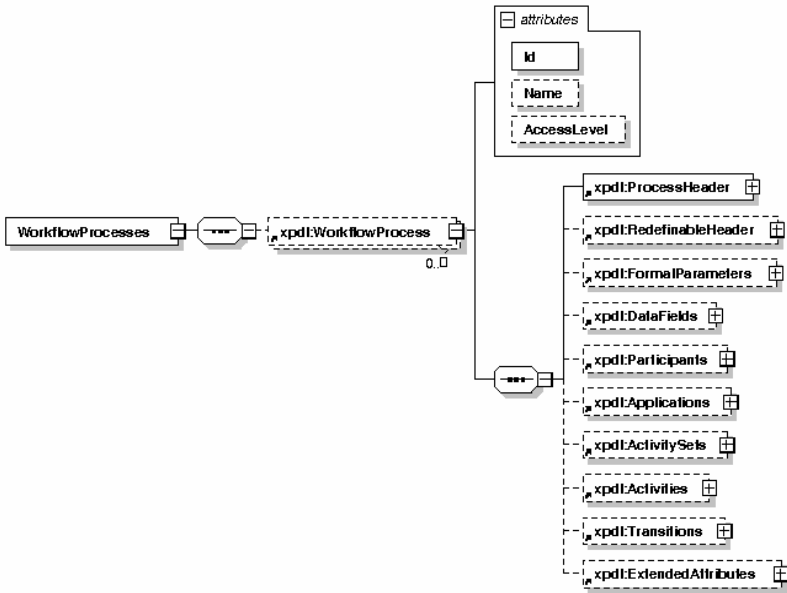 attributes
Id
Name
AccessLevel
WorkflowProcesses
xpdl:WorkflowProcess
0..
xpdl:ProcessHeader
xpdl:RedefinableHeader
xpdl:FormalParameters
xpdl:DataFields
xpdl:Participants
xpdl:Applications
xpdl:ActivitySets
xpdl:Activities
xpdl:Transitions
xpdl:ExtendedAttributes